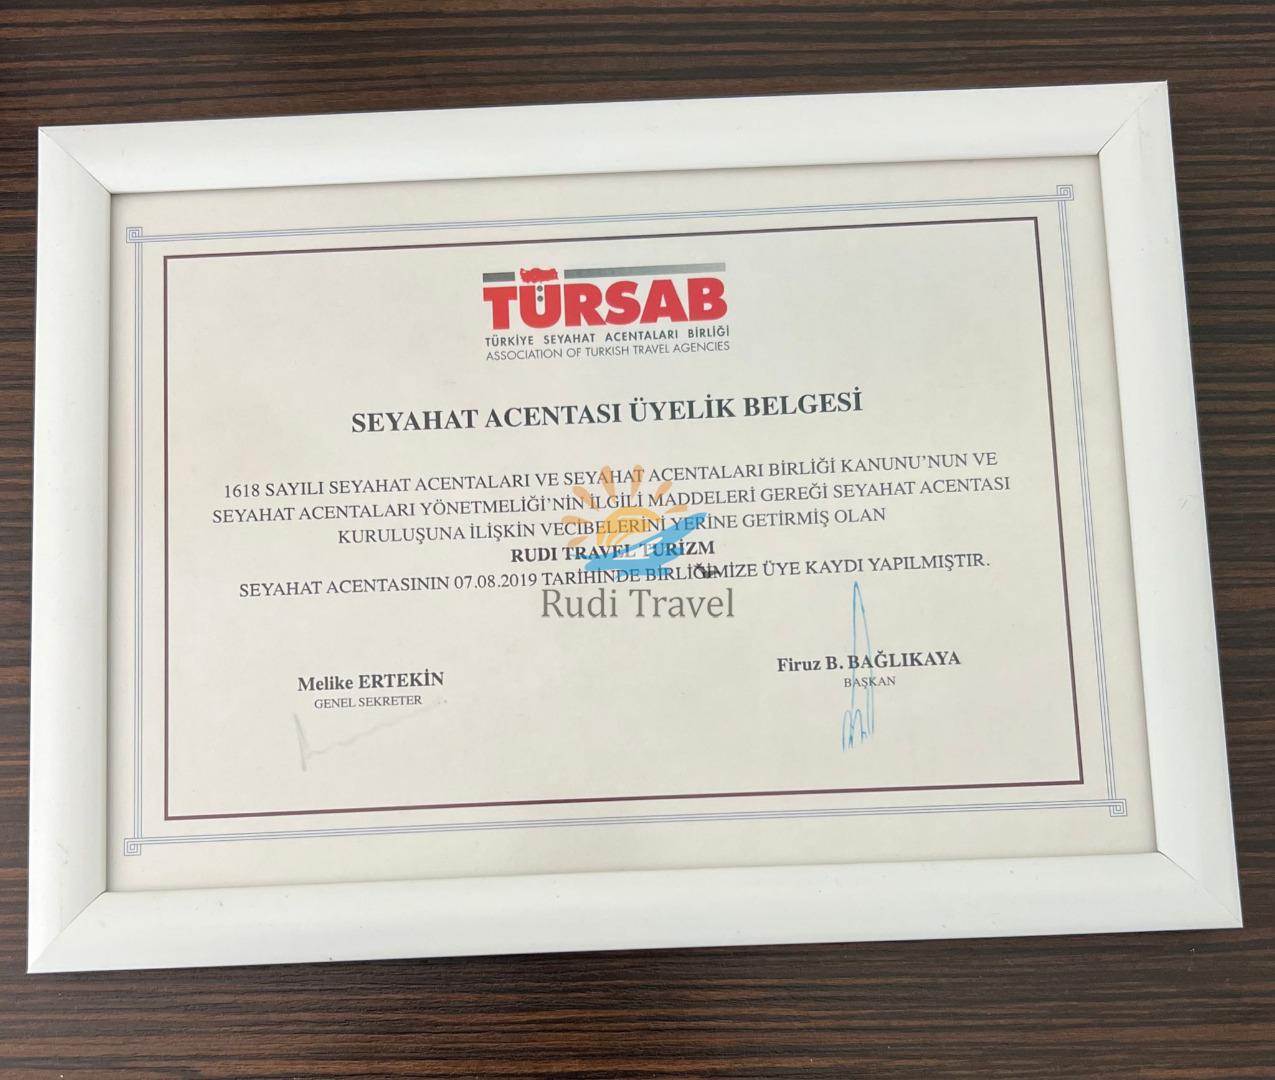 TÜRSAB
TÜRKİYE SEYAHAT ACENTALARI BİRLİĞİ
ASSOCIATION OF TURKISH TRAVEL AGENCIES
SEYAHAT ACENTASI ÜYELİK BELGESİ
1618 SAYILI SEYAHAT ACENTALARI VE SEYAHAT ACENTALARI BİRLİĞİ KANUNU'NUN VE
SEYAHAT ACENTALARI YÖNETMELİĞİ'NİN İLGİLİ MADDELERİ GEREĞİ SEYAHAT ACENTASI
KURULUŞUNA İLİŞKİN VECİBELERİNİ YERİNE GETİRMİŞ OLAN
RUDI TRAVEL TURİZM
SEYAHAT ACENTASININ 07.08.2019 TARİHİNDE BİRLİĞİMİZE ÜYE KAYDI YAPILMIŞTIR.
Rudi Travel
Melike ERTEKİN
GENEL SEKRETER
Firuz B. BAĞLIKAYA
BAŞKAN